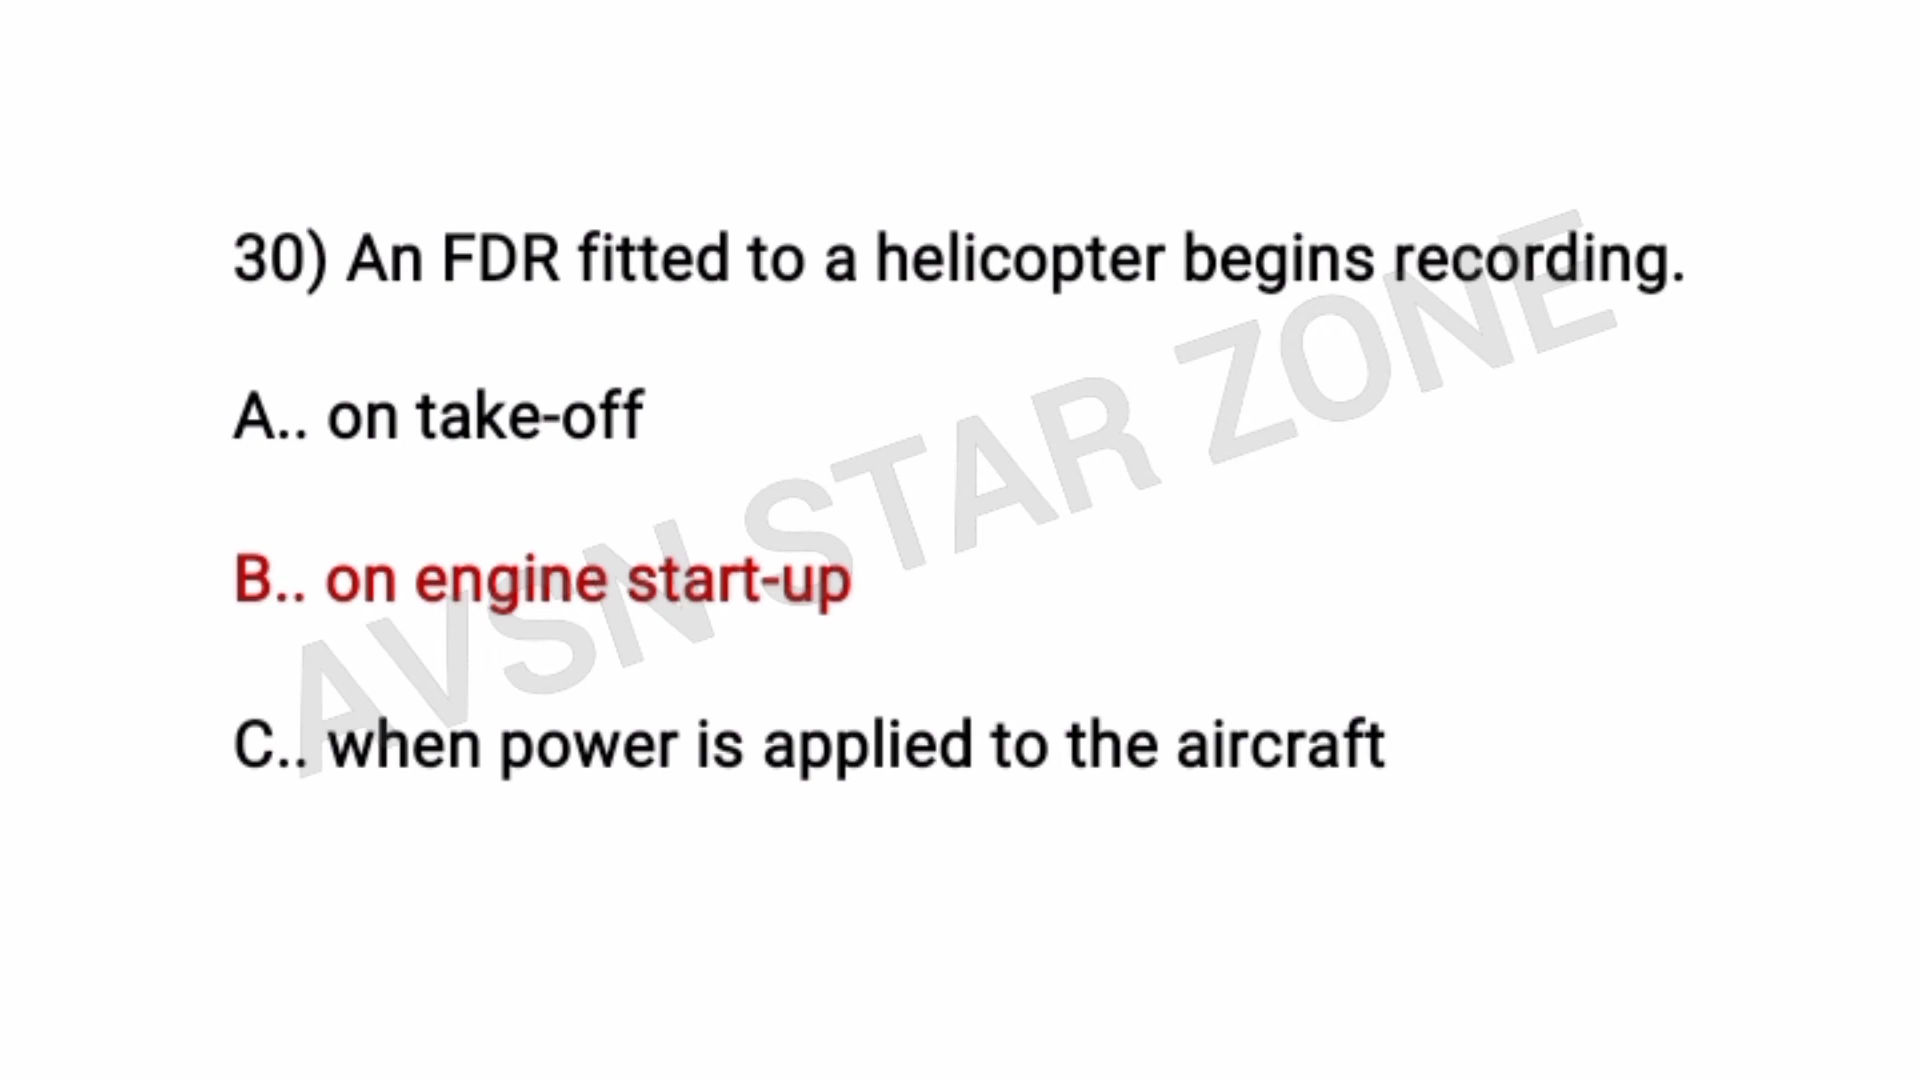 30) An FDR fitted to a helicopter begins recording.
A.. on take-off
B.. on engine start-up
C.. when power is applied to the aircraft
AVSN STAR ZONE